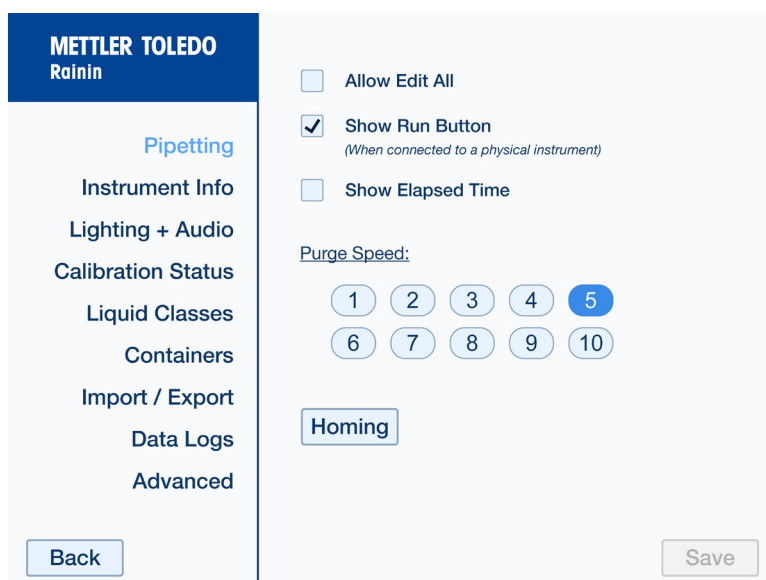 METTLER TOLEDO
Rainin
Pipetting
Instrument Info
Lighting + Audio
Calibration Status
Liquid Classes
Containers
Import / Export
Data Logs
Advanced
Back
Allow Edit All
Show Run Button
(When connected to a physical instrument)
Show Elapsed Time
Purge Speed:
1 2 3 4 5
6 7 8 9 10
Homing
Save